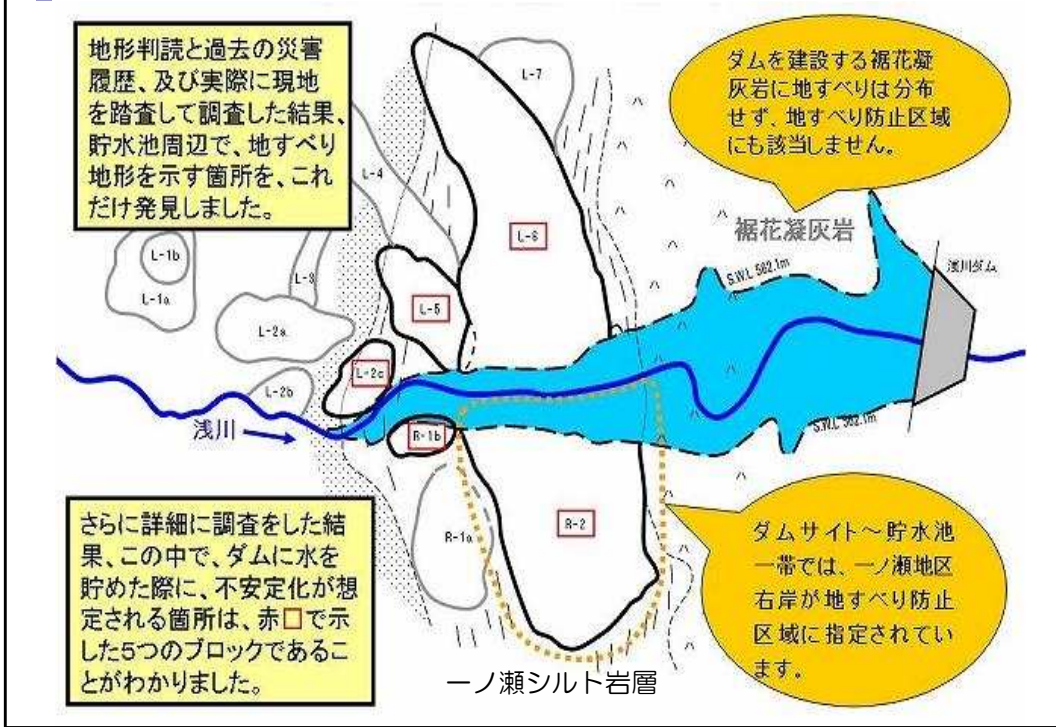 地形判読と過去の災害
履歴、及び実際に現地
を踏査して調査した結果、
貯水池周辺で、地すべり
地形を示す箇所を、これ
だけ発見しました。
ダムを建設する裾花凝
灰岩に地すべりは分布
せず、地すべり防止区域
にも該当しません。
L-7
L-4
L-6
裾花凝灰岩
L-1b
L-1a
L-3
L-5
S.W.L 562.1m
浅川ダム
L-2a
L-2c
L-2b
浅川
R-1b
S.W.L 562.1m
さらに詳細に調査をした結
果、この中で、ダムに水を
貯めた際に、不安定化が想
定される箇所は、赤□で示
した5つのブロックであるこ
とがわかりました。
R-1a
R-2
ダムサイト~貯水池
一帯では、一ノ瀬地区
右岸が地すべり防止
区域に指定されてい
ます。
一ノ瀬シルト岩層